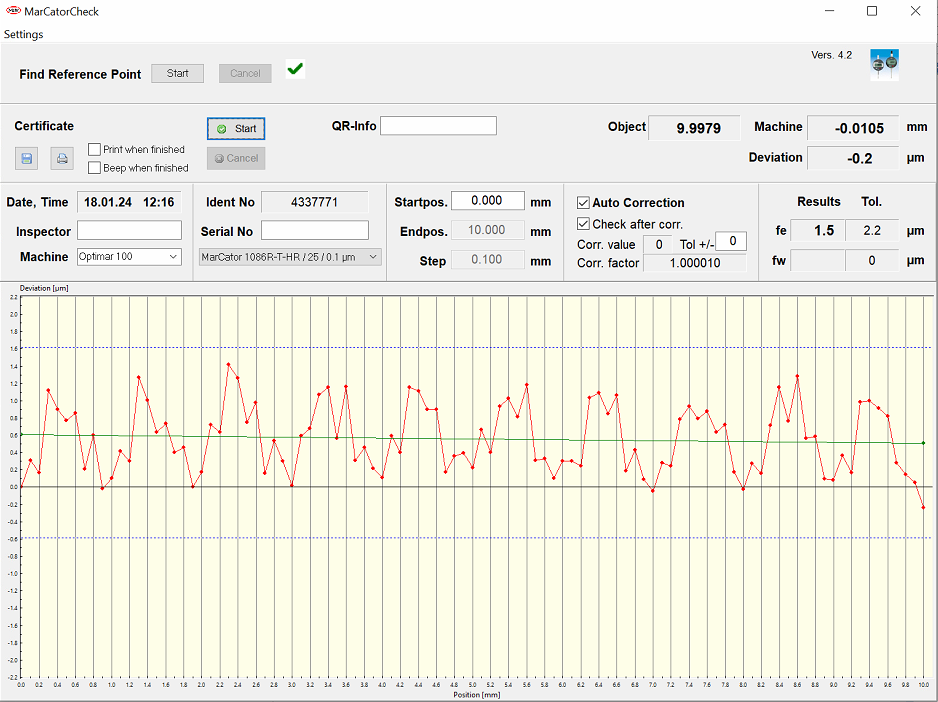 MarCatorCheck
Settings
Find Reference Point Start Cancel
Vers. 4.2
Certificate
Start
Cancel
Print when finished
Beep when finished
QR-Info
Object 9.9979 Machine -0.0105 mm
Deviation -0.2 µm
Date, Time 18.01.24 12:16
Inspector
Machine Optimar 100
Ident No 4337771
Serial No
MarCator 1086R-T-HR / 25 / 0.1 µm
Startpos. 0.000 mm
Endpos. 10.000 mm
Step 0.100 mm
Auto Correction
Check after corr.
Corr. value 0 Tol +/- 0
Corr. factor 1.000010
Results Tol.
fe 1.5 2.2 µm
fw 0 µm
Deviation [µm]
2.2
2.0
1.8
1.6
1.4
1.2
1.0
0.8
0.6
0.4
0.2
0.0
-0.2
-0.4
-0.6
-0.8
-1.0
-1.2
-1.4
-1.6
-1.8
-2.0
-2.2
0.0 0.2 0.4 0.6 0.8 1.0 1.2 1.4 1.6 1.8 2.0 2.2 2.4 2.6 2.8 3.0 3.2 3.4 3.6 3.8 4.0 4.2 4.4 4.6 4.8 5.0 5.2 5.4 5.6 5.8 6.0 6.2 6.4 6.6 6.8 7.0 7.2 7.4 7.6 7.8 8.0 8.2 8.4 8.6 8.8 9.0 9.2 9.4 9.6 9.8 10.0
Position [mm]